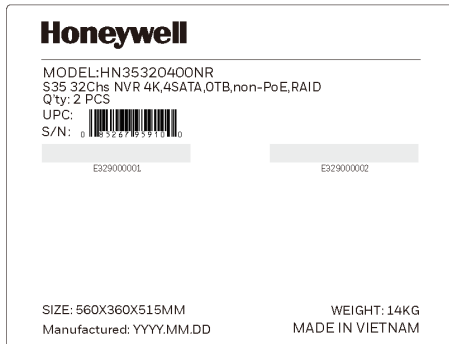 Honeywell
MODEL:HN35320400NR
S35 32Chs NVR 4K,4SATA,0TB,non-PoE,RAID
Q'ty: 2 PCS
UPC:
S/N: 0 85267 95910 0
E329000001 E329000002
SIZE: 560X360X515MM WEIGHT: 14KG
Manufactured: YYYY.MM.DD MADE IN VIETNAM